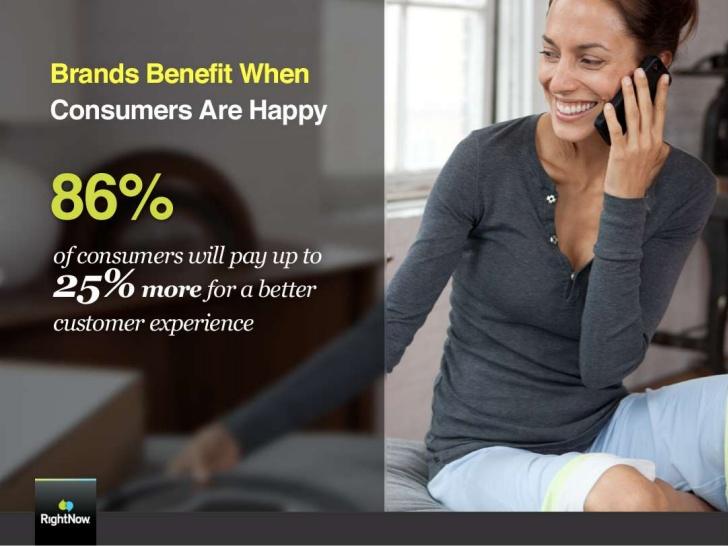 Brands Benefit When
Consumers Are Happy
86%
of consumers will pay up to
25% more for a better
customer experience
RightNow